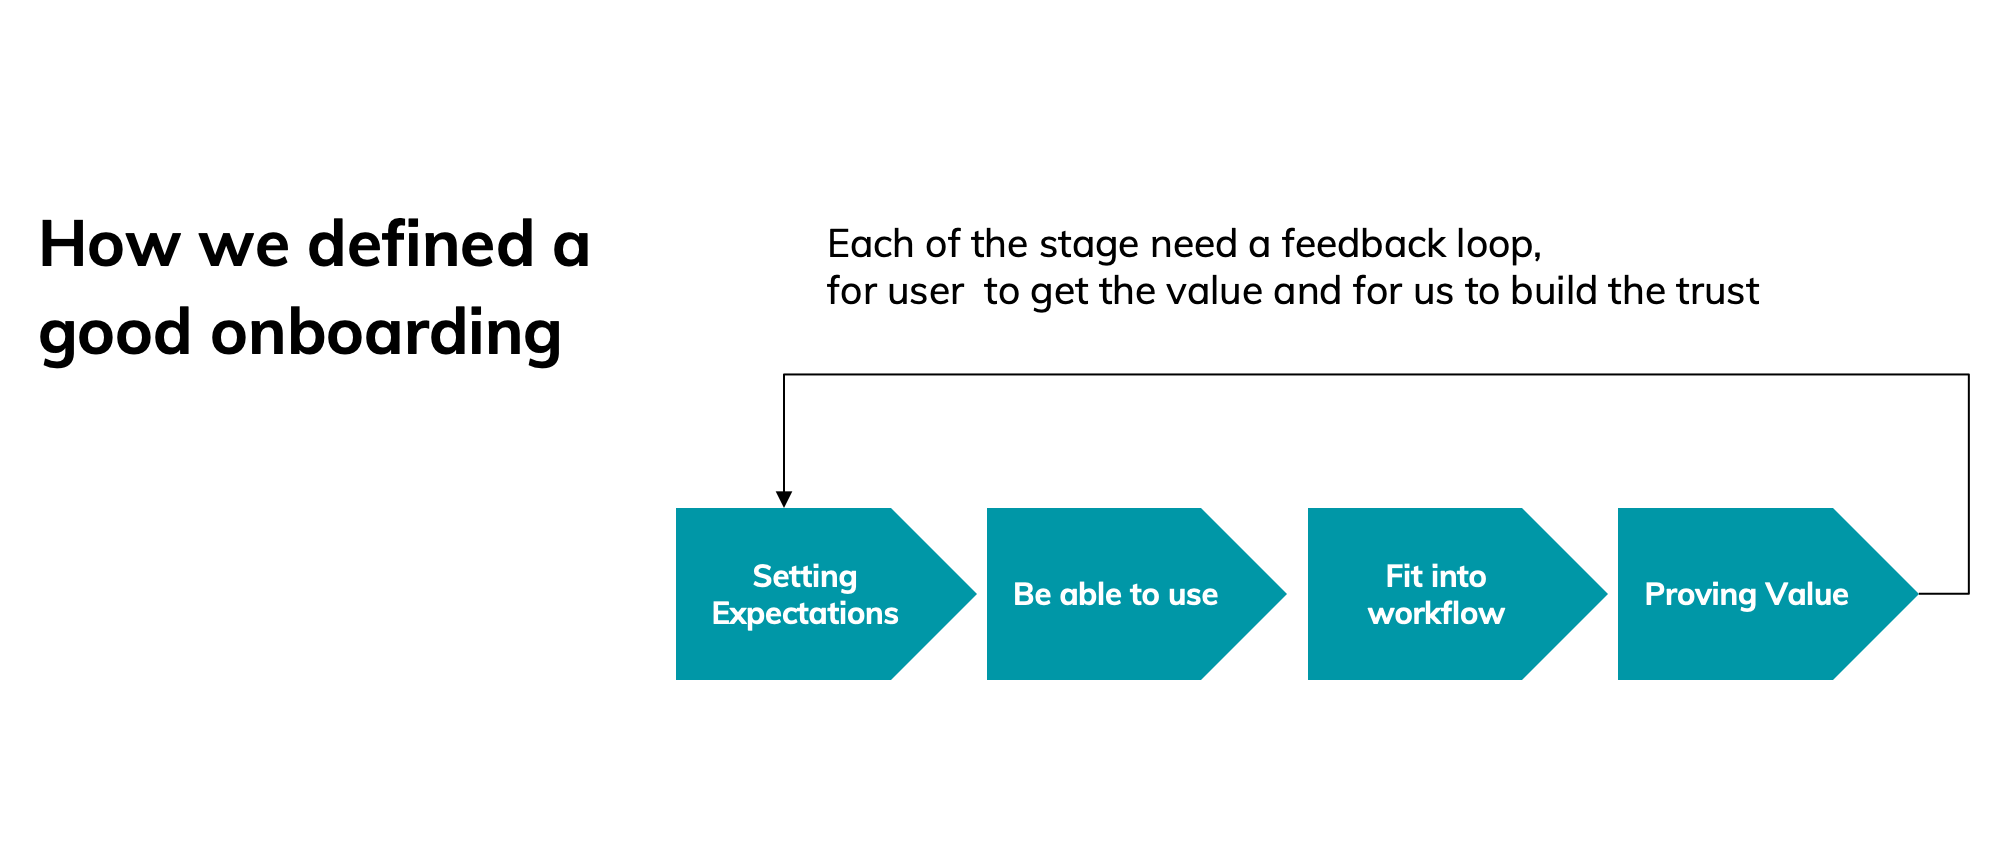 How we defined a
good onboarding
Each of the stage need a feedback loop,
for user  to get the value and for us to build the trust
Setting
Expectations
Be able to use
Fit into
workflow
Proving Value